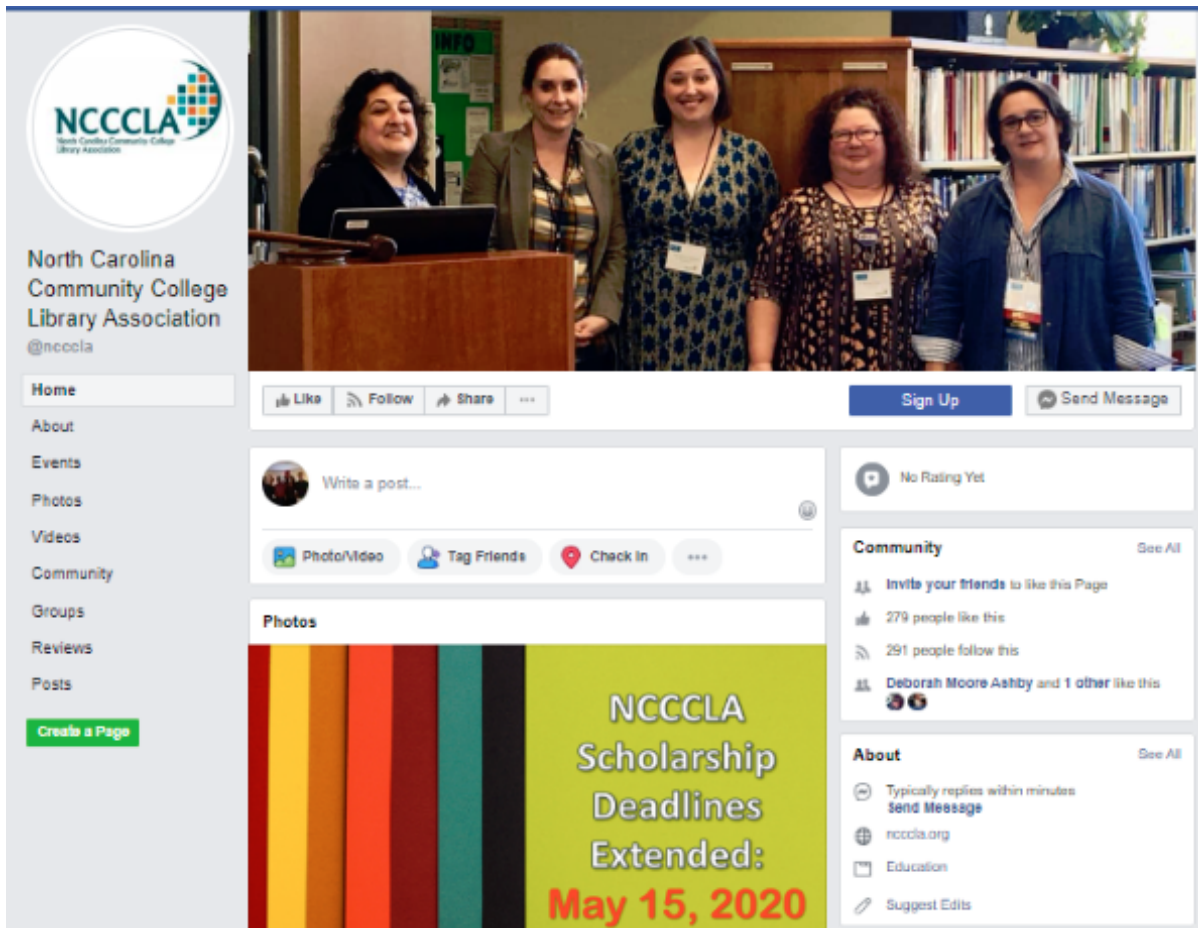 INFO
NCCCLA
North Carolina Community College
Library Association
North Carolina
Community College
Library Association
@ncccla
Home
About
Events
Photos
Videos
Community
Groups
Reviews
Posts
Create a Page
Like Follow Share ...
Sign Up Send Message
Write a post...
Photo/Video Tag Friends Check in ...
Photos
NCCCLA
Scholarship
Deadlines
Extended:
May 15, 2020
No Rating Yet
Community See All
Invite your friends to like this Page
279 people like this
291 people follow this
Deborah Moore Ashby and 1 other like this
About See All
Typically replies within minutes
Send Message
ncccla.org
Education
Suggest Edits